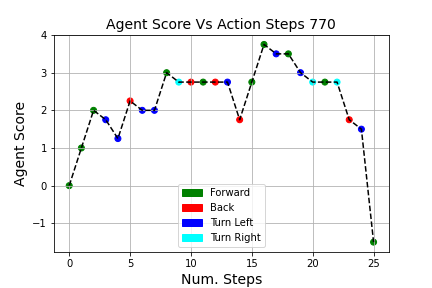 Agent Score Vs Action Steps 770
4
3
2
1
0
−1
Agent Score
Forward
Back
Turn Left
Turn Right
0 5 10 15 20 25
Num. Steps